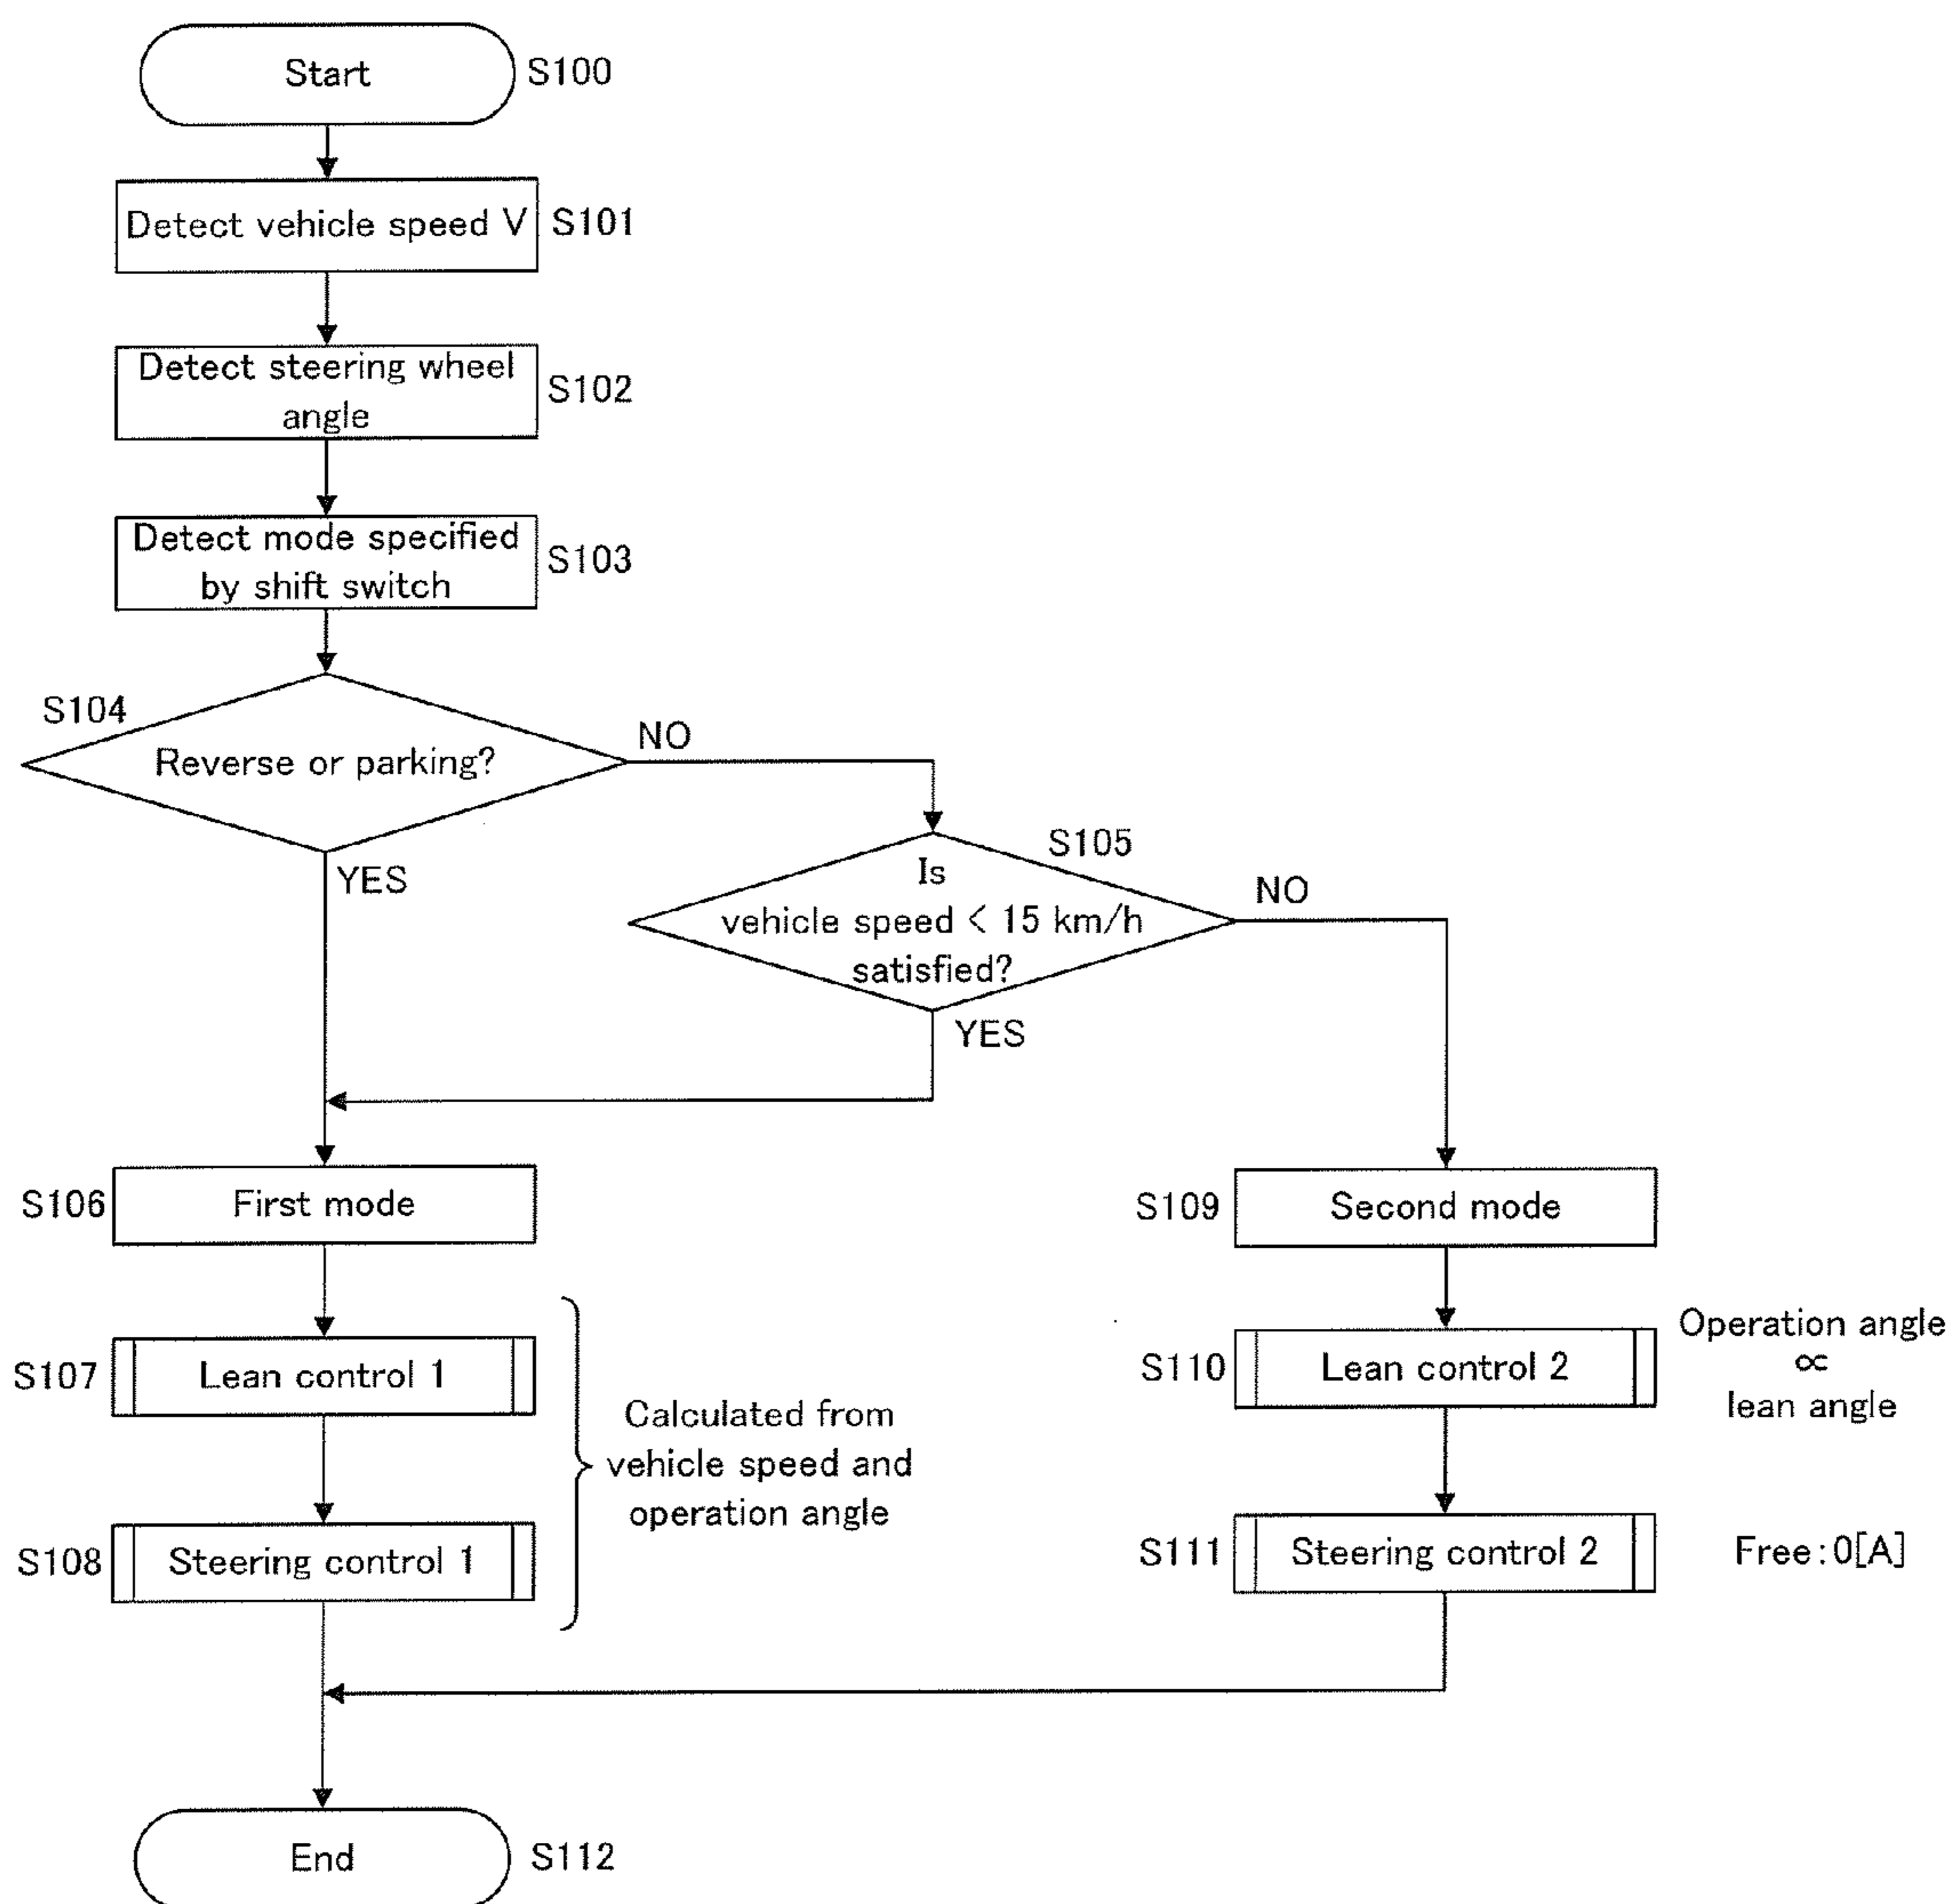 Start
S100
Detect vehicle speed V
S101
Detect steering wheel
angle
S102
Detect mode specified
by shift switch
S103
S104
Reverse or parking?
NO
YES
S105
Is
vehicle speed < 15 km/h
satisfied?
NO
YES
S106
First mode
S109
Second mode
S107
Lean control 1
S110
Lean control 2
Operation angle
∝
lean angle
Calculated from
vehicle speed and
operation angle
S108
Steering control 1
S111
Steering control 2
Free:0[A]
End
S112